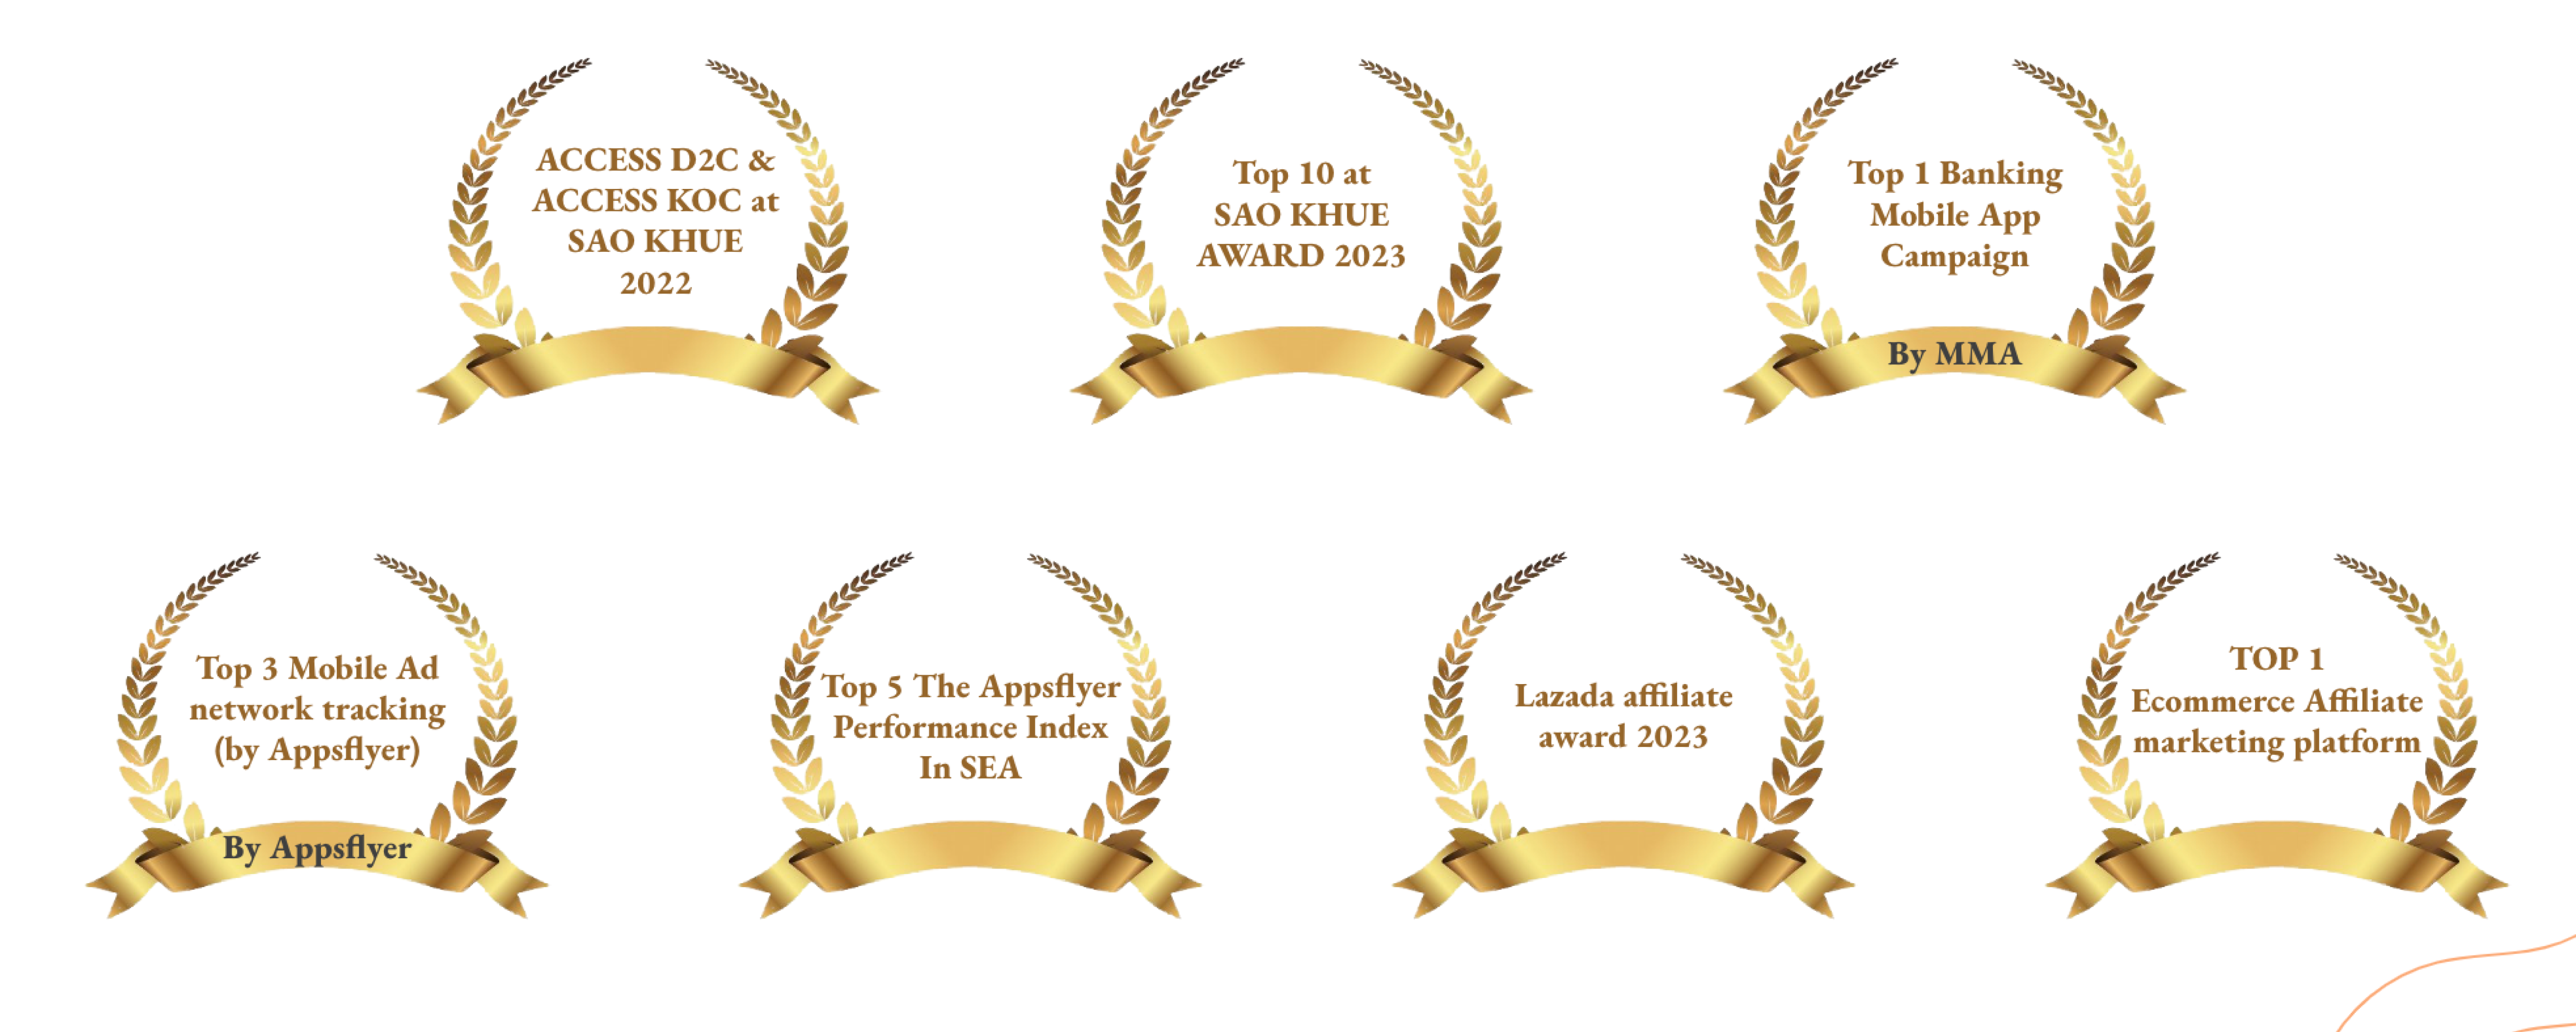 ACCESS D2C &
ACCESS KOC at
SAO KHUE
2022
Top 10 at
SAO KHUE
AWARD 2023
Top 1 Banking
Mobile App
Campaign
By MMA
Top 3 Mobile Ad
network tracking
(by Appsflyer)
By Appsflyer
Top 5 The Appsflyer
Performance Index
In SEA
Lazada affiliate
award 2023
TOP 1
Ecommerce Affiliate
marketing platform